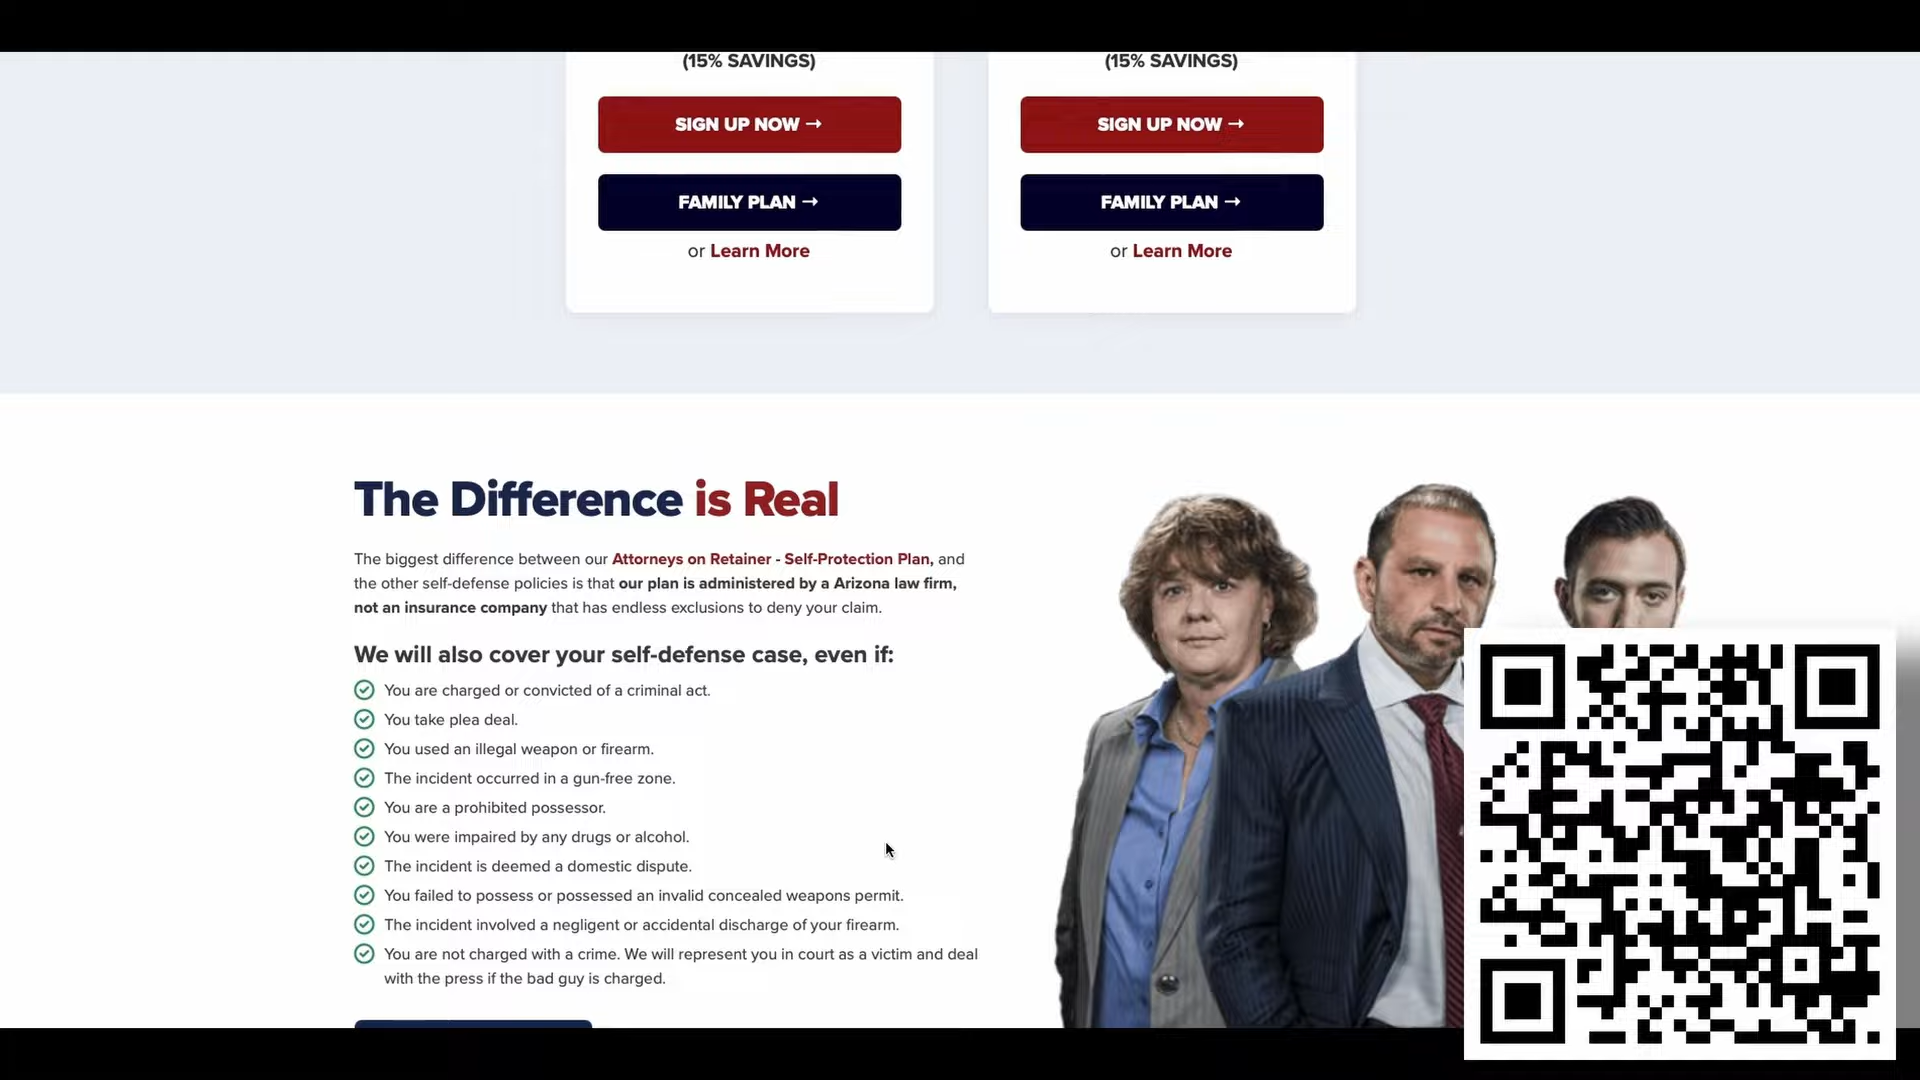 (15% SAVINGS)
(15% SAVINGS)
SIGN UP NOW →
SIGN UP NOW →
FAMILY PLAN →
FAMILY PLAN →
or Learn More
or Learn More
The Difference is Real
The biggest difference between our Attorneys on Retainer - Self-Protection Plan, and
the other self-defense policies is that our plan is administered by a Arizona law firm,
not an insurance company that has endless exclusions to deny your claim.
We will also cover your self-defense case, even if:
You are charged or convicted of a criminal act.
You take plea deal.
You used an illegal weapon or firearm.
The incident occurred in a gun-free zone.
You are a prohibited possessor.
You were impaired by any drugs or alcohol.
The incident is deemed a domestic dispute.
You failed to possess or possessed an invalid concealed weapons permit.
The incident involved a negligent or accidental discharge of your firearm.
You are not charged with a crime. We will represent you in court as a victim and deal
with the press if the bad guy is charged.